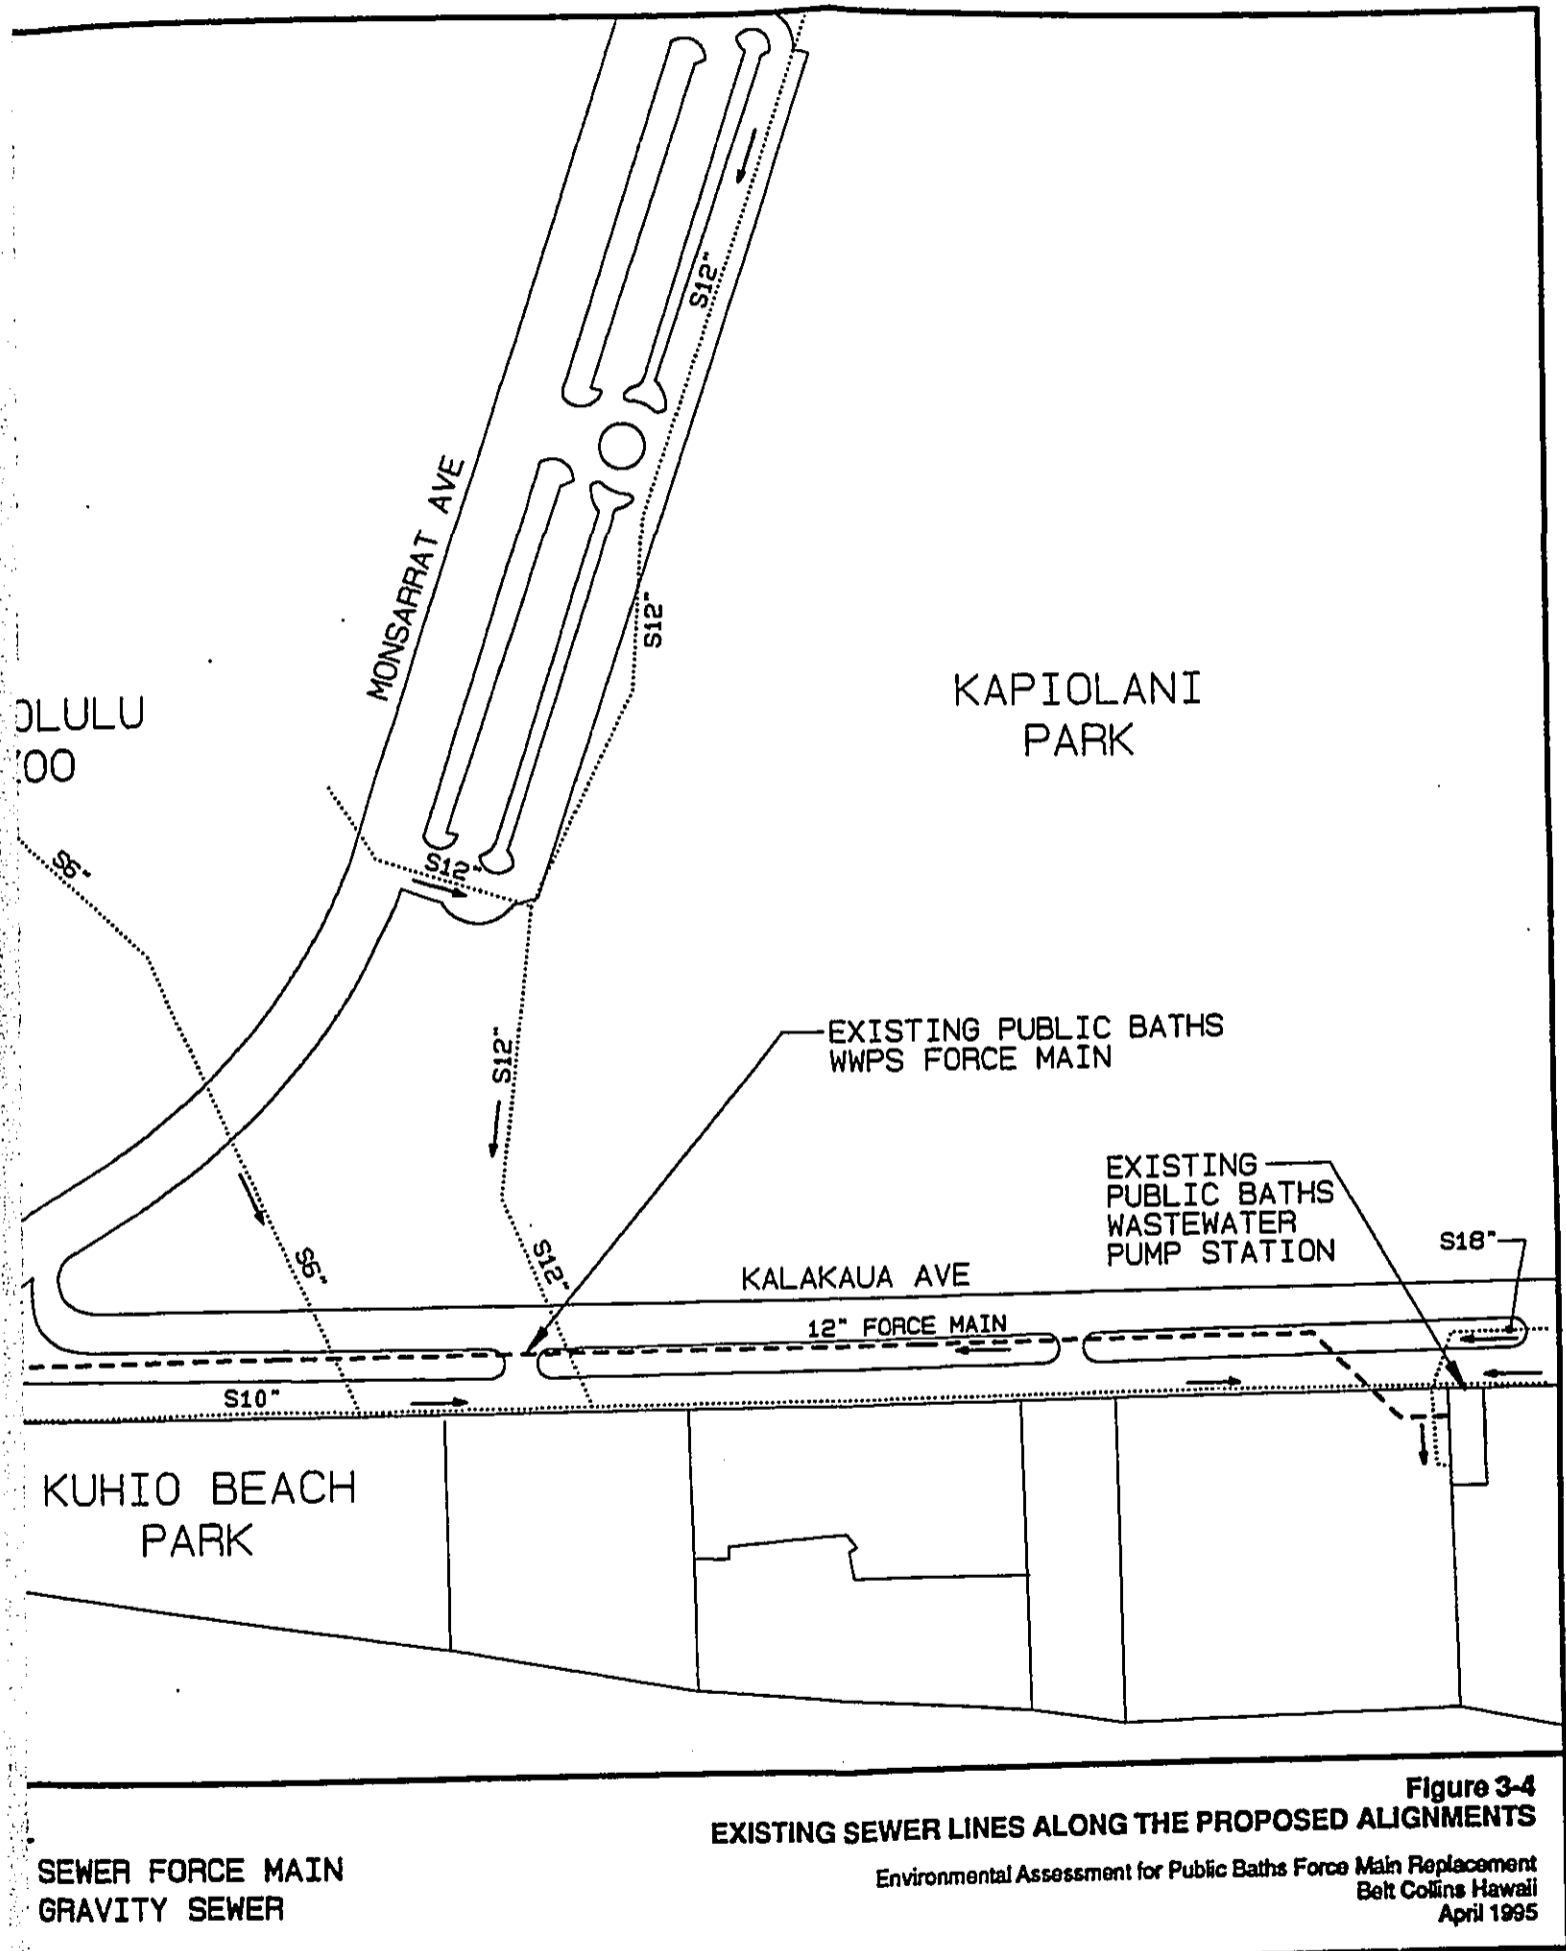 S12"
MONSARRAT AVE
S12"
KAPIOLANI
PARK
S12"
S6"
S12"
EXISTING PUBLIC BATHS
WWPS FORCE MAIN
EXISTING
PUBLIC BATHS
WASTEWATER
PUMP STATION
S18"
S6"
S12"
KALAKAUA AVE
12" FORCE MAIN
S10"
KUHIO BEACH
PARK
Figure 3-4
EXISTING SEWER LINES ALONG THE PROPOSED ALIGNMENTS
SEWER FORCE MAIN
GRAVITY SEWER
Environmental Assessment for Public Baths Force Main Replacement
Belt Collins Hawaii
April 1995